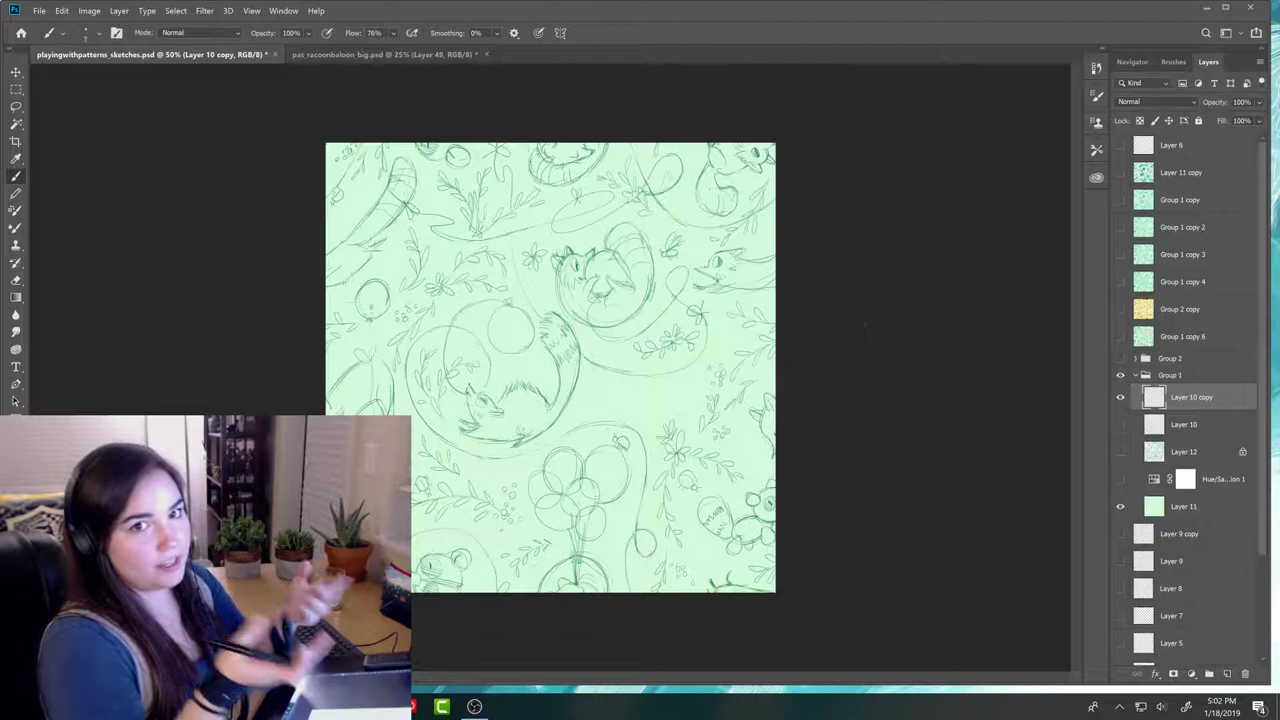 Ps File Edit Image Layer Type Select Filter 3D View Window Help
Mode: Normal Opacity: 100% Flow: 76% Smoothing: 0%
playingwithpatterns_sketches.psd @ 50% (Layer 10 copy, RGB/8) * × pat_racoonbaloon_big.psd @ 25% (Layer 49, RGB/8) * ×
Navigator Brushes Layers
Kind
Normal Opacity: 100%
Lock: Fill: 100%
Layer 6
Layer 11 copy
Group 1 copy
Group 1 copy 2
Group 1 copy 3
Group 1 copy 4
Group 2 copy
Group 1 copy 6
Group 2
Group 1
Layer 10 copy
Layer 10
Layer 12
Hue/Sa...ion 1
Layer 11
Layer 9 copy
Layer 9
Layer 8
Layer 7
Layer 5
fx
5:02 PM
1/18/2019